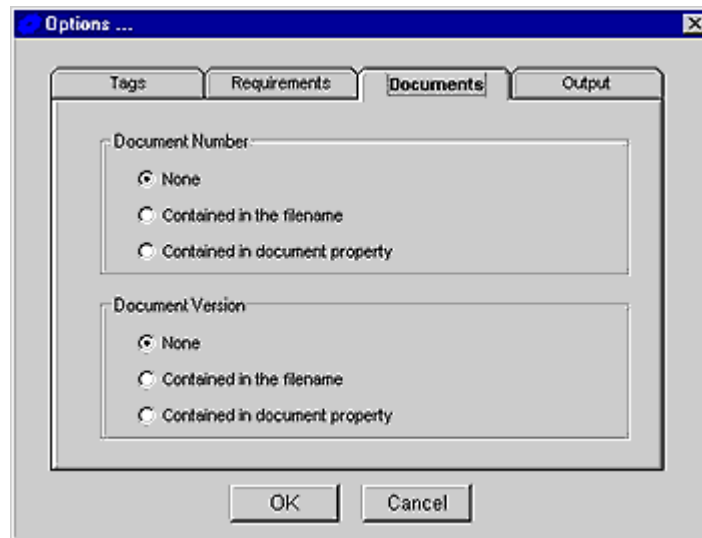 Options ...
Tags Requirements Documents Output
Document Number
None
Contained in the filename
Contained in document property
Document Version
None
Contained in the filename
Contained in document property
OK Cancel